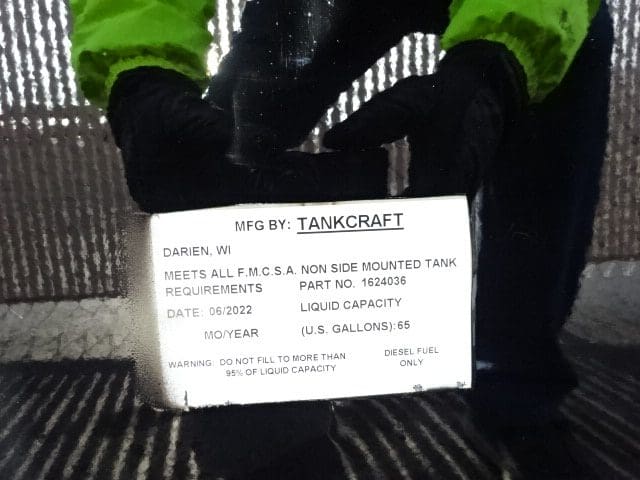 MFG BY: TANKCRAFT
DARIEN, WI
MEETS ALL F.M.C.S.A. NON SIDE MOUNTED TANK
REQUIREMENTS PART NO. 1624036
DATE: 06/2022 LIQUID CAPACITY
MO/YEAR (U.S. GALLONS): 65
WARNING: DO NOT FILL TO MORE THAN DIESEL FUEL
95% OF LIQUID CAPACITY ONLY